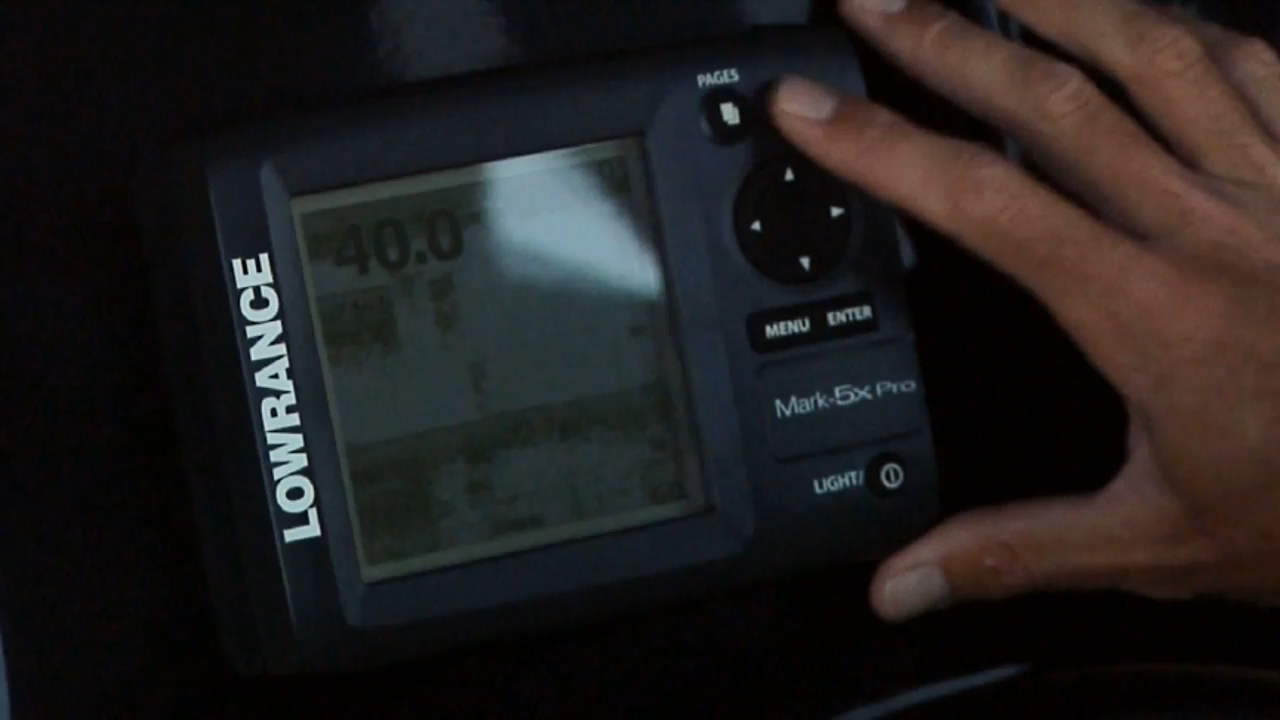 PAGES
40.0
LOWRANCE
MENU ENTER
Mark-5x Pro
LIGHT/